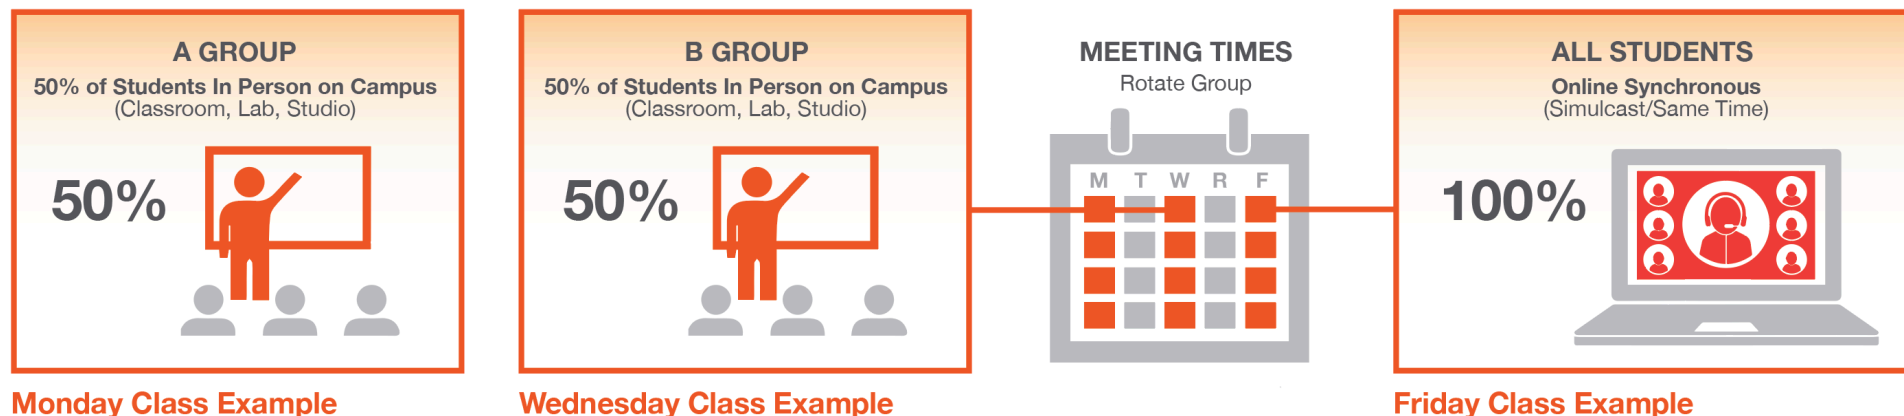 A GROUP
50% of Students In Person on Campus
(Classroom, Lab, Studio)
50%
Monday Class Example
B GROUP
50% of Students In Person on Campus
(Classroom, Lab, Studio)
50%
Wednesday Class Example
MEETING TIMES
Rotate Group
M T W R F
ALL STUDENTS
Online Synchronous
(Simulcast/Same Time)
100%
Friday Class Example